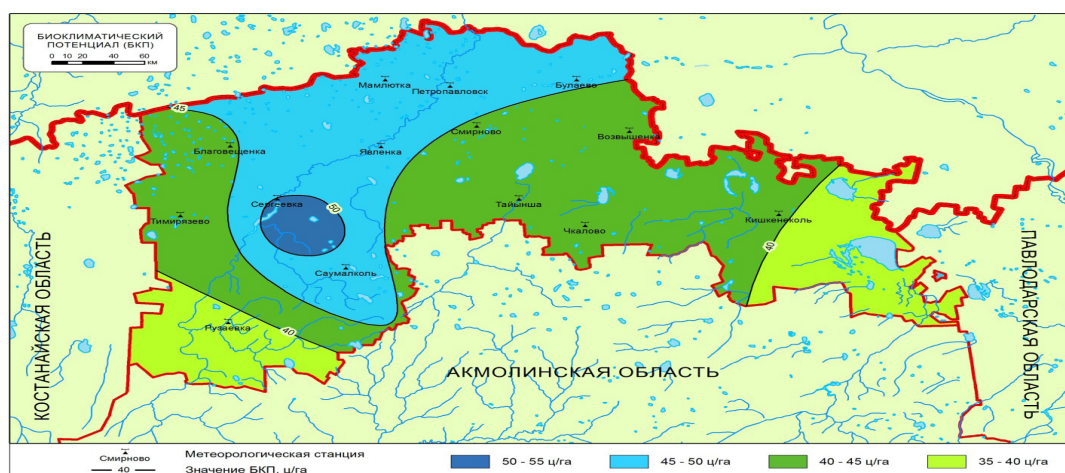 БИОКЛИМАТИЧЕСКИЙ
ПОТЕНЦИАЛ (БКП)
0 10 20 40 60
км
Мамлютка
Петропавловск
Булаево
45
Смирново
Возвышенка
Благовещенка
Явленка
Сергеевка
50
Тайынша
Тимирязево
Кишкенеколь
Чкалово
40
Саумалколь
Рузаевка
40
КОСТАНАЙСКАЯ ОБЛАСТЬ
АКМОЛИНСКАЯ ОБЛАСТЬ
ПАВЛОДАРСКАЯ ОБЛАСТЬ
Смирново Метеорологическая станция
40 Значение БКП, ц/га
50 - 55 ц/га 45 - 50 ц/га 40 - 45 ц/га 35 - 40 ц/га